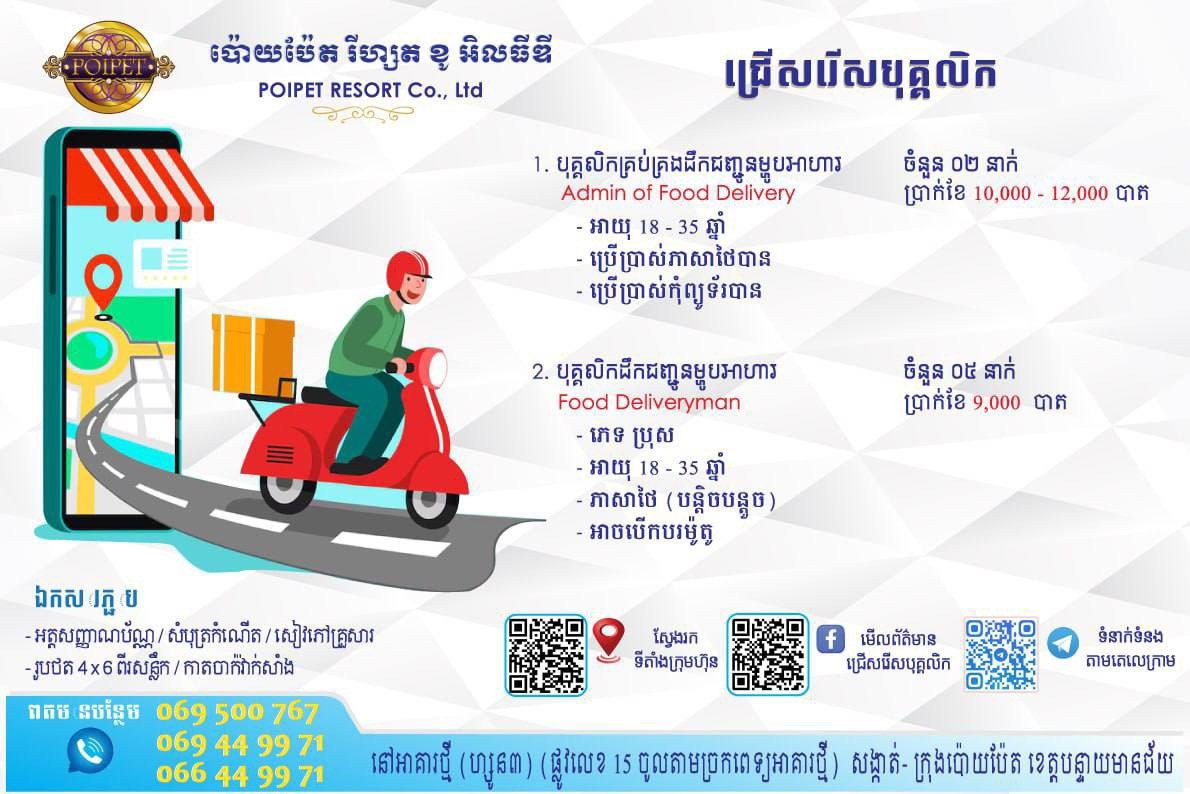 POIPET
ប៉ោយប៉ែត រីហ្សត ខូ អិលធីឌី
POIPET RESORT Co., Ltd
ជ្រើសរើសបុគ្គលិក
1. បុគ្គលិកគ្រប់គ្រងដឹកជញ្ជូនម្ហូបអាហារ
Admin of Food Delivery
ចំនួន ០២ នាក់
ប្រាក់ខែ 10,000 - 12,000 បាត
- អាយុ 18 - 35 ឆ្នាំ
- ប្រើប្រាស់ភាសាថៃបាន
- ប្រើប្រាស់កុំព្យូទ័របាន
2. បុគ្គលិកដឹកជញ្ជូនម្ហូបអាហារ
Food Deliveryman
ចំនួន ០៥ នាក់
ប្រាក់ខែ 9,000 បាត
- ភេទ ប្រុស
- អាយុ 18 - 35 ឆ្នាំ
- ភាសាថៃ (បន្តិចបន្តួច)
- អាចបើកបរម៉ូតូ
ឯកសារភ្ជាប
- អត្តសញ្ញាណប័ណ្ណ / សំបុត្រកំណើត / សៀវភៅគ្រួសារ
- រូបថត 4 x 6 ពីរសន្លឹក / កាតចាក់វ៉ាក់សាំង
ស្វែងរក
ទីតាំងក្រុមហ៊ុន
មើលព័ត៌មាន
ជ្រើសរើសបុគ្គលិក
ទំនាក់ទំនង
តាមតេលេក្រាម
ពតមានបន្ថែម
069 500 767
069 44 99 71
066 44 99 71
នៅអាគារថ្មី (ហ្សូន៣) (ផ្លូវលេខ 15 ចូលតាមច្រកពេទ្យអាគារថ្មី) សង្កាត់- ក្រុងប៉ោយប៉ែត ខេត្តបន្ទាយមានជ័យ